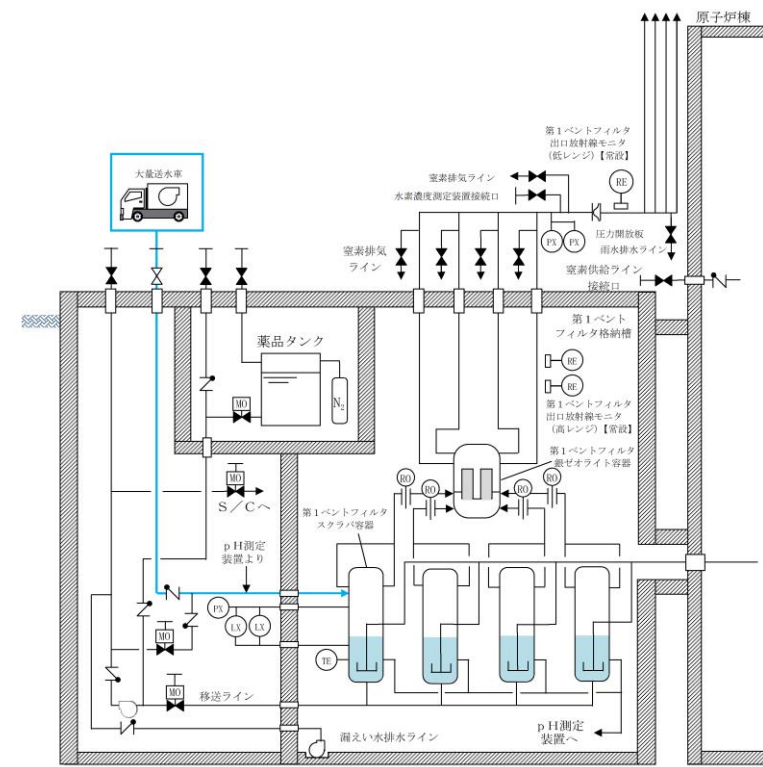 原子炉棟
第1ベントフィルタ
出口放射線モニタ
(低レンジ)【常設】
大量送水車
窒素排気ライン
水素濃度測定装置接続口
RE
圧力開放板
雨水排水ライン
PX
PX
窒素排気
ライン
窒素供給ライン
接続口
第1ベント
フィルタ格納槽
薬品タンク
RE
RE
N2
MO
第1ベントフィルタ
出口放射線モニタ
(高レンジ)【常設】
第1ベントフィルタ
銀ゼオライト容器
MO
S/Cへ
RO
RO
RO
RO
第1ベントフィルタ
スクラバ容器
pH測定
装置より
PX
LX
LX
MO
TE
MO
移送ライン
漏えい水排水ライン
pH測定
装置へ